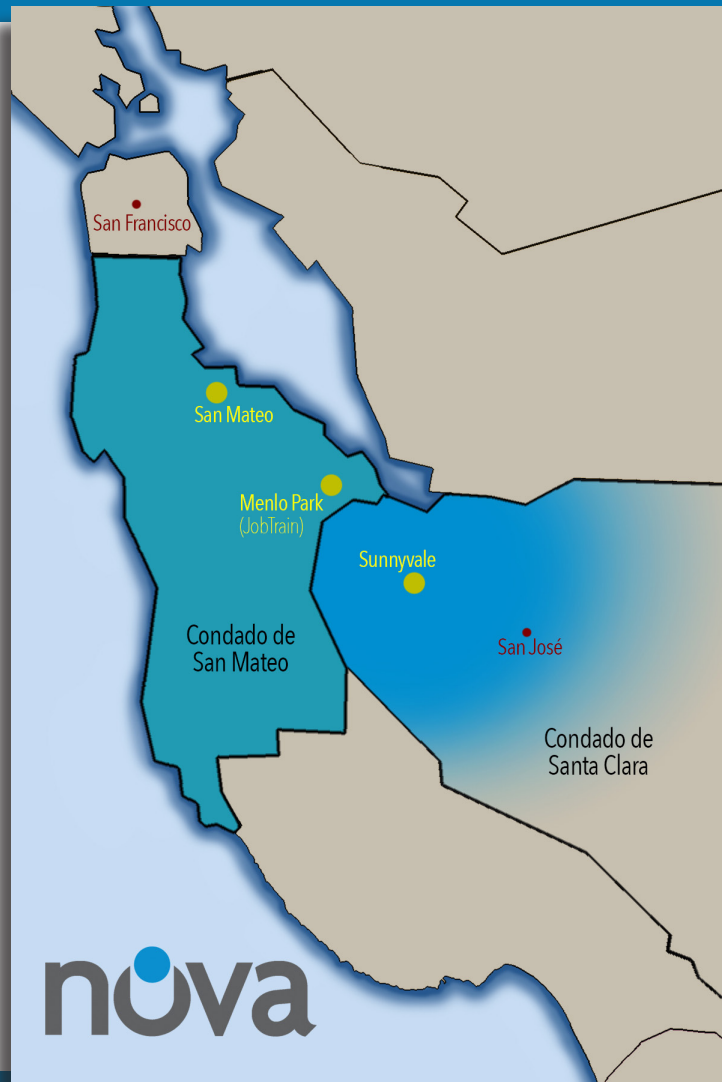 San Francisco
San Mateo
Menlo Park
(JobTrain)
Sunnyvale
Condado de
San Mateo
San José
Condado de
Santa Clara
nova